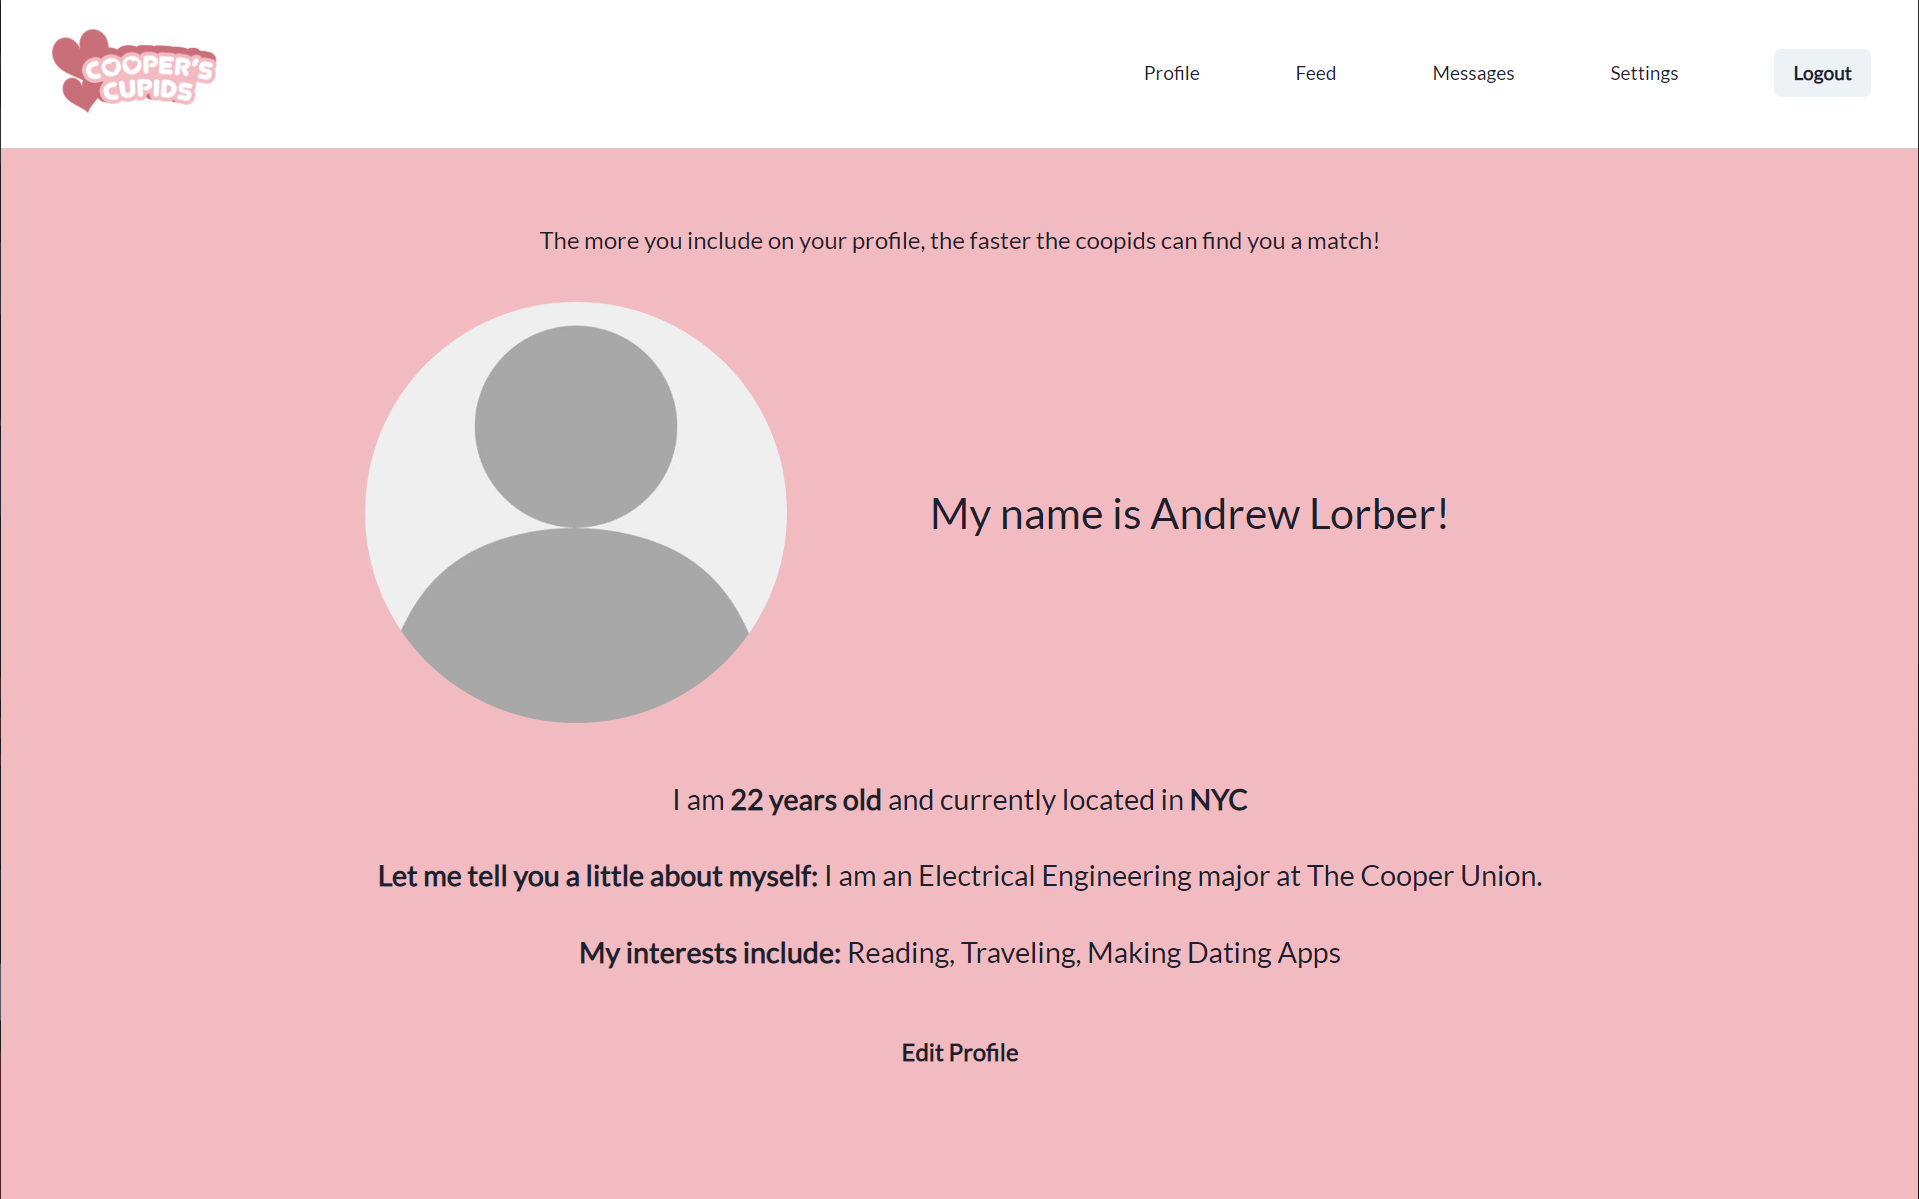 COOPER'S
CUPIDS
Profile Feed Messages Settings Logout
The more you include on your profile, the faster the coopids can find you a match!
My name is Andrew Lorber!
I am 22 years old and currently located in NYC
Let me tell you a little about myself: I am an Electrical Engineering major at The Cooper Union.
My interests include: Reading, Traveling, Making Dating Apps
Edit Profile